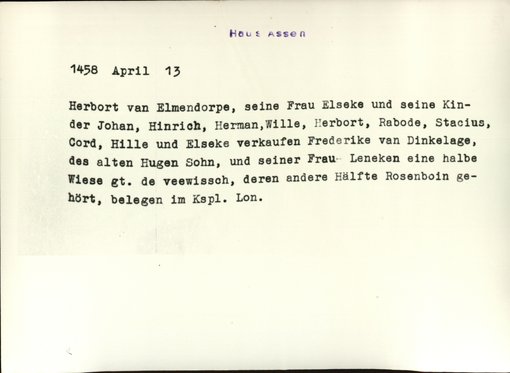 Haus Assen
1458 April 13
Herbort van Elmendorpe, seine Frau Elseke und seine Kin-
der Johan, Hinrich, Herman,Wille, Herbort, Rabode, Stacius,
Cord, Hille und Elseke verkaufen Frederike van Dinkelage,
des alten Hugen Sohn, und seiner Frau Leneken eine halbe
Wiese gt. de veewissch, deren andere Hälfte Rosenboin ge-
hört, belegen im Kspl. Lon.